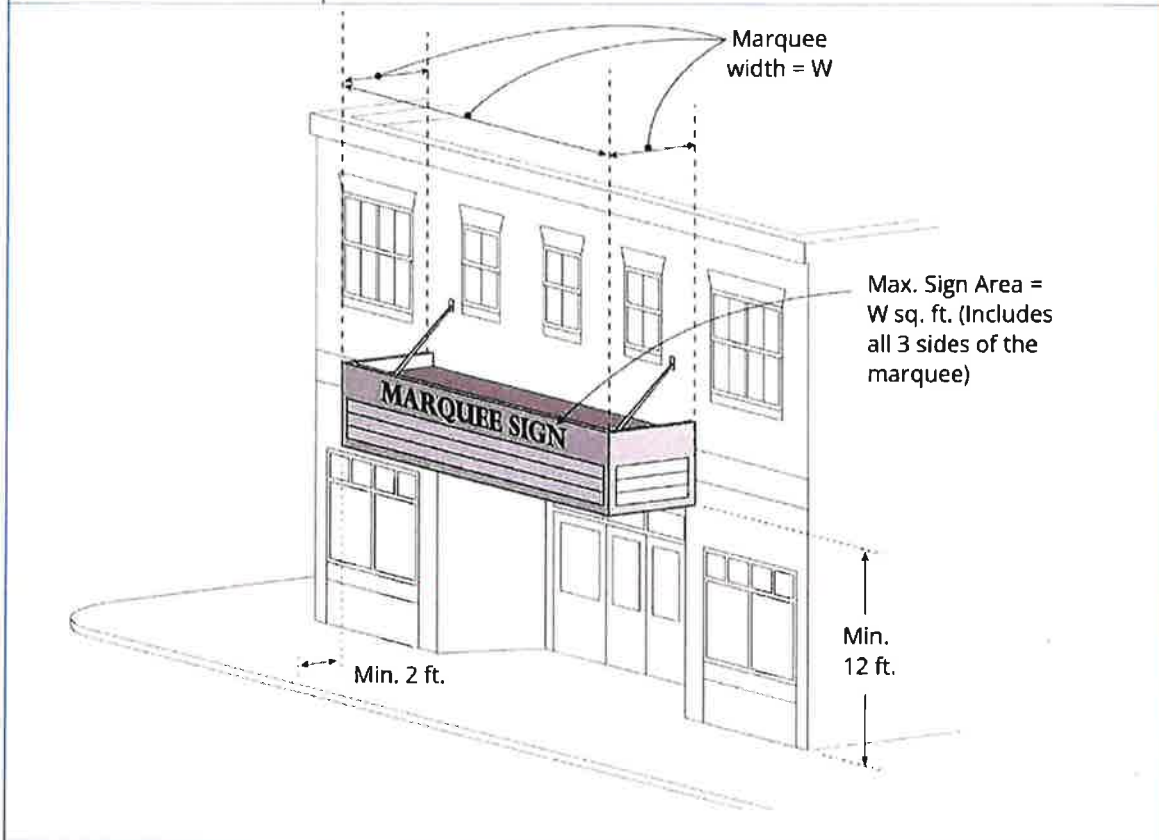 Marquee
width = W
Max. Sign Area =
W sq. ft. (Includes
all 3 sides of the
marquee)
MARQUEE SIGN
Min. 2 ft.
Min.
12 ft.